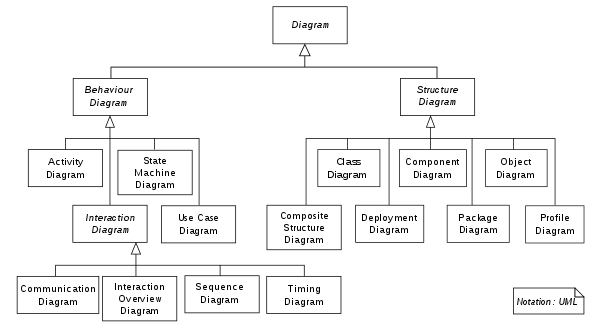 Diagram
Behaviour
Diagram
Structure
Diagram
Activity
Diagram
State
Machine
Diagram
Class
Diagram
Component
Diagram
Object
Diagram
Interaction
Diagram
Use Case
Diagram
Composite
Structure
Diagram
Deployment
Diagram
Package
Diagram
Profile
Diagram
Communication
Diagram
Interaction
Overview
Diagram
Sequence
Diagram
Timing
Diagram
Notation: UML